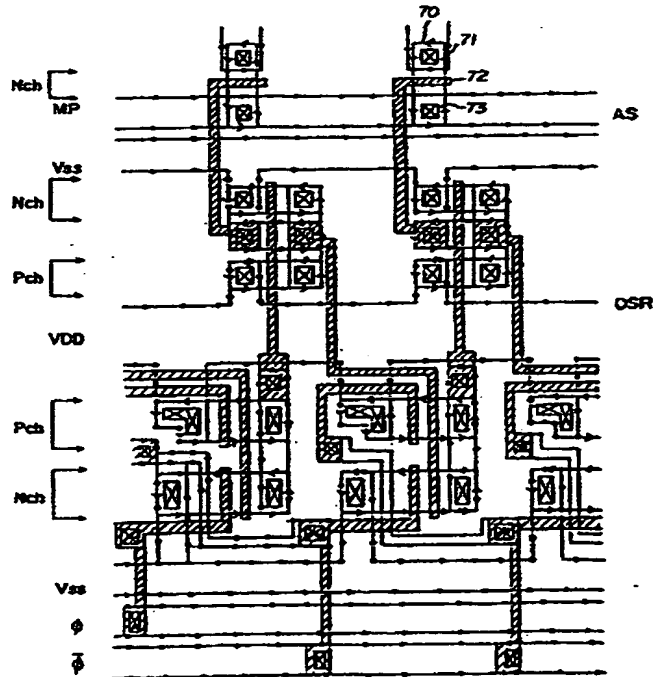 70
71
Nch
72
MP
73
AS
Vss
Nch
Pch
OSR
VDD
Pch
Nch
Vss
φ
φ̄